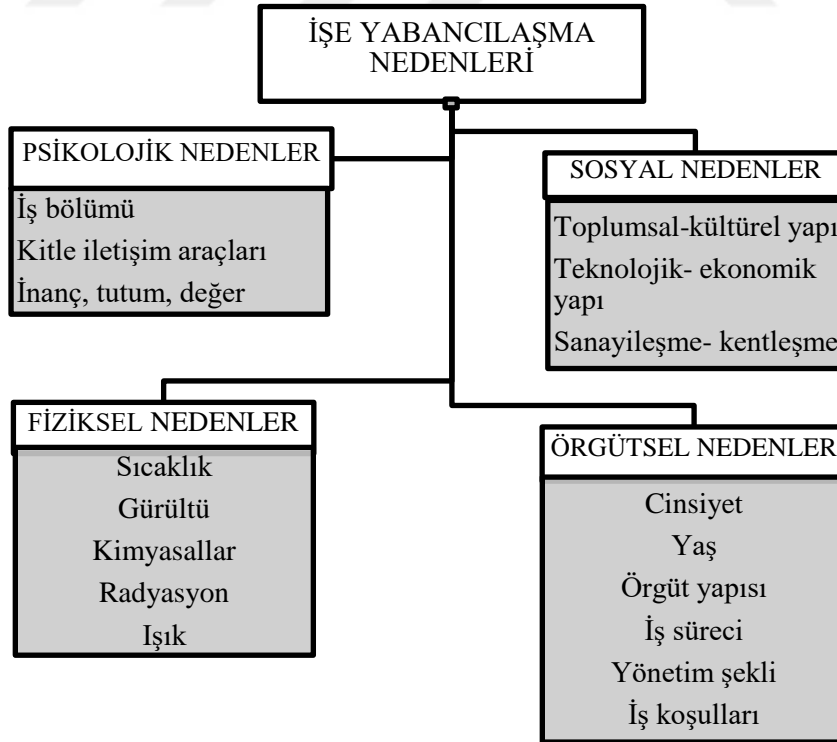 İŞE YABANCILAŞMA
NEDENLERİ
PSİKOLOJİK NEDENLER
İş bölümü
Kitle iletişim araçları
İnanç, tutum, değer
SOSYAL NEDENLER
Toplumsal-kültürel yapı
Teknolojik- ekonomik
yapı
Sanayileşme- kentleşme
FİZİKSEL NEDENLER
Sıcaklık
Gürültü
Kimyasallar
Radyasyon
Işık
ÖRGÜTSEL NEDENLER
Cinsiyet
Yaş
Örgüt yapısı
İş süreci
Yönetim şekli
İş koşulları